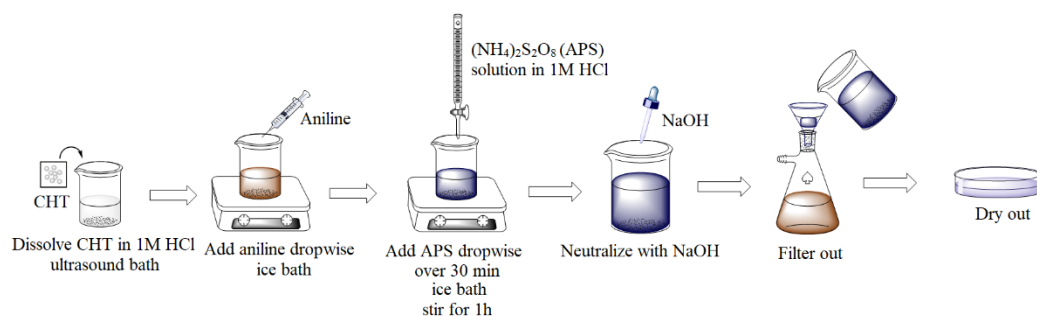 (NH₄)₂S₂O₈ (APS)
solution in 1M HCl
Aniline
NaOH
CHT
Dissolve CHT in 1M HCl
ultrasound bath
Add aniline dropwise
ice bath
Add APS dropwise
over 30 min
ice bath
stir for 1h
Neutralize with NaOH
Filter out
Dry out